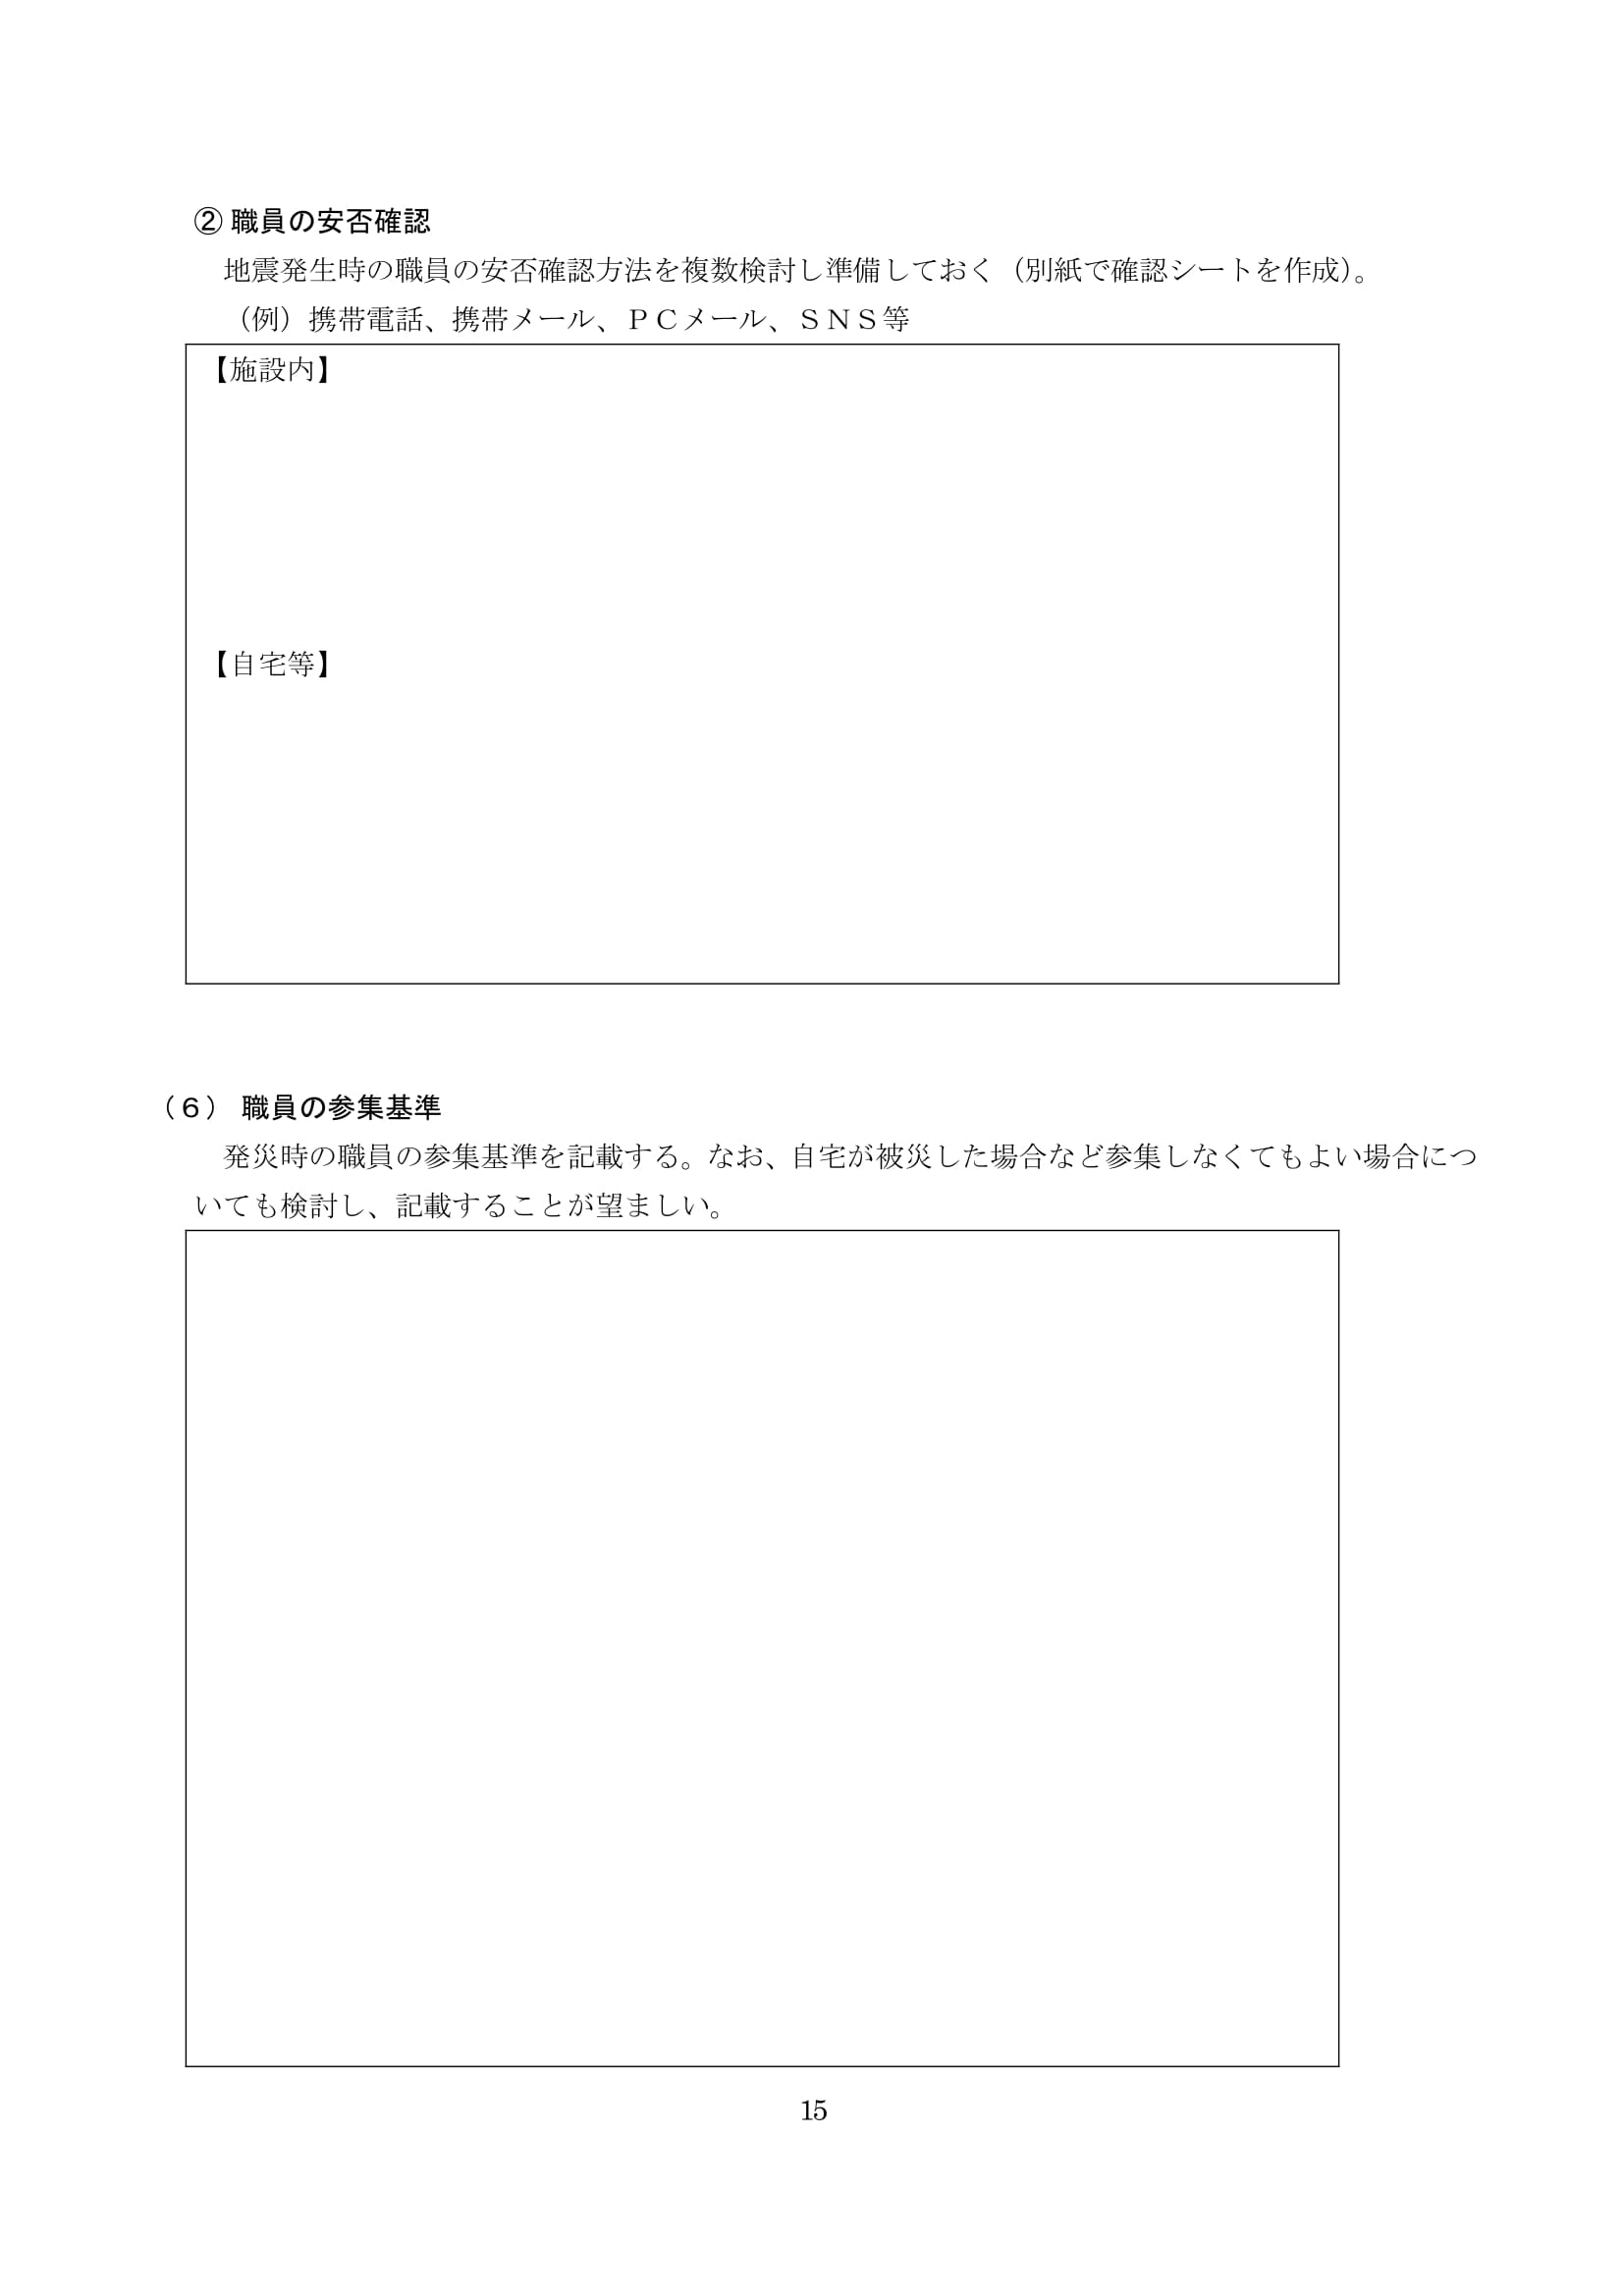 ② 職員の安否確認
地震発生時の職員の安否確認方法を複数検討し準備しておく（別紙で確認シートを作成）。
（例）携帯電話、携帯メール、ＰＣメール、ＳＮＳ等
【施設内】
【自宅等】
（６） 職員の参集基準
発災時の職員の参集基準を記載する。なお、自宅が被災した場合など参集しなくてもよい場合につ
いても検討し、記載することが望ましい。
15